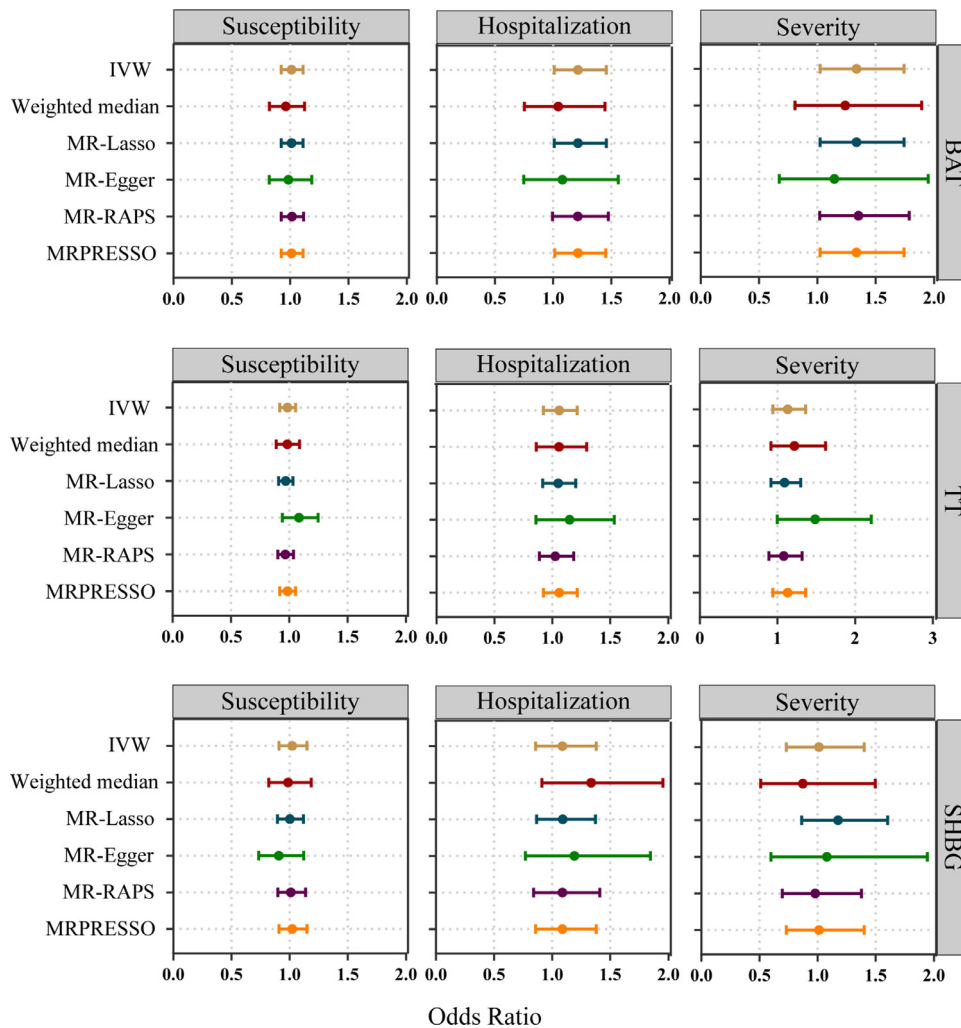 Susceptibility Hospitalization Severity
IVW
Weighted median
MR-Lasso
MR-Egger
MR-RAPS
MRPRESSO
BAT
0.0 0.5 1.0 1.5 2.0 0.0 0.5 1.0 1.5 2.0 0.0 0.5 1.0 1.5 2.0
Susceptibility Hospitalization Severity
IVW
Weighted median
MR-Lasso
MR-Egger
MR-RAPS
MRPRESSO
TT
0.0 0.5 1.0 1.5 2.0 0.0 0.5 1.0 1.5 2.0 0 1 2 3
Susceptibility Hospitalization Severity
IVW
Weighted median
MR-Lasso
MR-Egger
MR-RAPS
MRPRESSO
SHBG
0.0 0.5 1.0 1.5 2.0 0.0 0.5 1.0 1.5 2.0 0.0 0.5 1.0 1.5 2.0
Odds Ratio